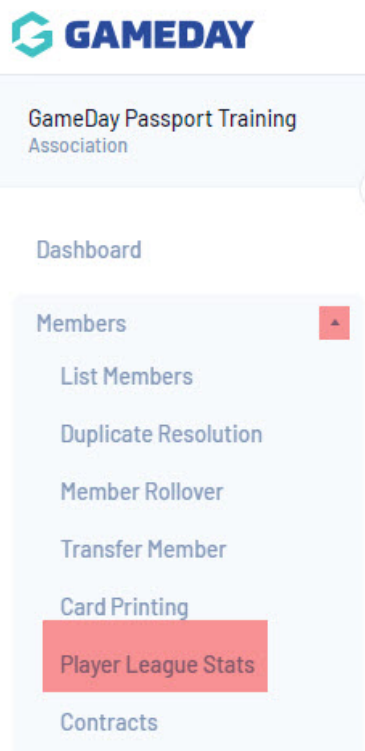 GAMEDAY
GameDay Passport Training
Association
Dashboard
Members
List Members
Duplicate Resolution
Member Rollover
Transfer Member
Card Printing
Player League Stats
Contracts